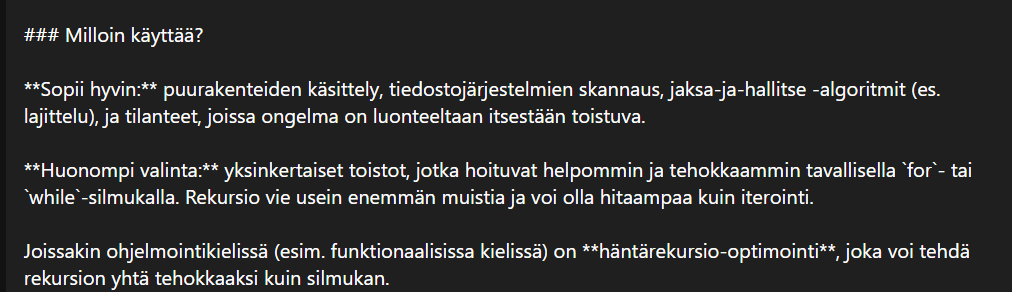 ### Milloin käyttää?
**Sopii hyvin:** puurakenteiden käsittely, tiedostojärjestelmien skannaus, jaksa-ja-hallitse -algoritmit (es.
lajittelu), ja tilanteet, joissa ongelma on luonteeltaan itsestään toistuva.
**Huonompi valinta:** yksinkertaiset toistot, jotka hoituvat helpommin ja tehokkaammin tavallisella `for`- tai
`while`-silmukalla. Rekursio vie usein enemmän muistia ja voi olla hitaampaa kuin iterointi.
Joissakin ohjelmointikielissä (esim. funktionaalisissa kielissä) on **häntärekursio-optimointi**, joka voi tehdä
rekursion yhtä tehokkaaksi kuin silmukan.